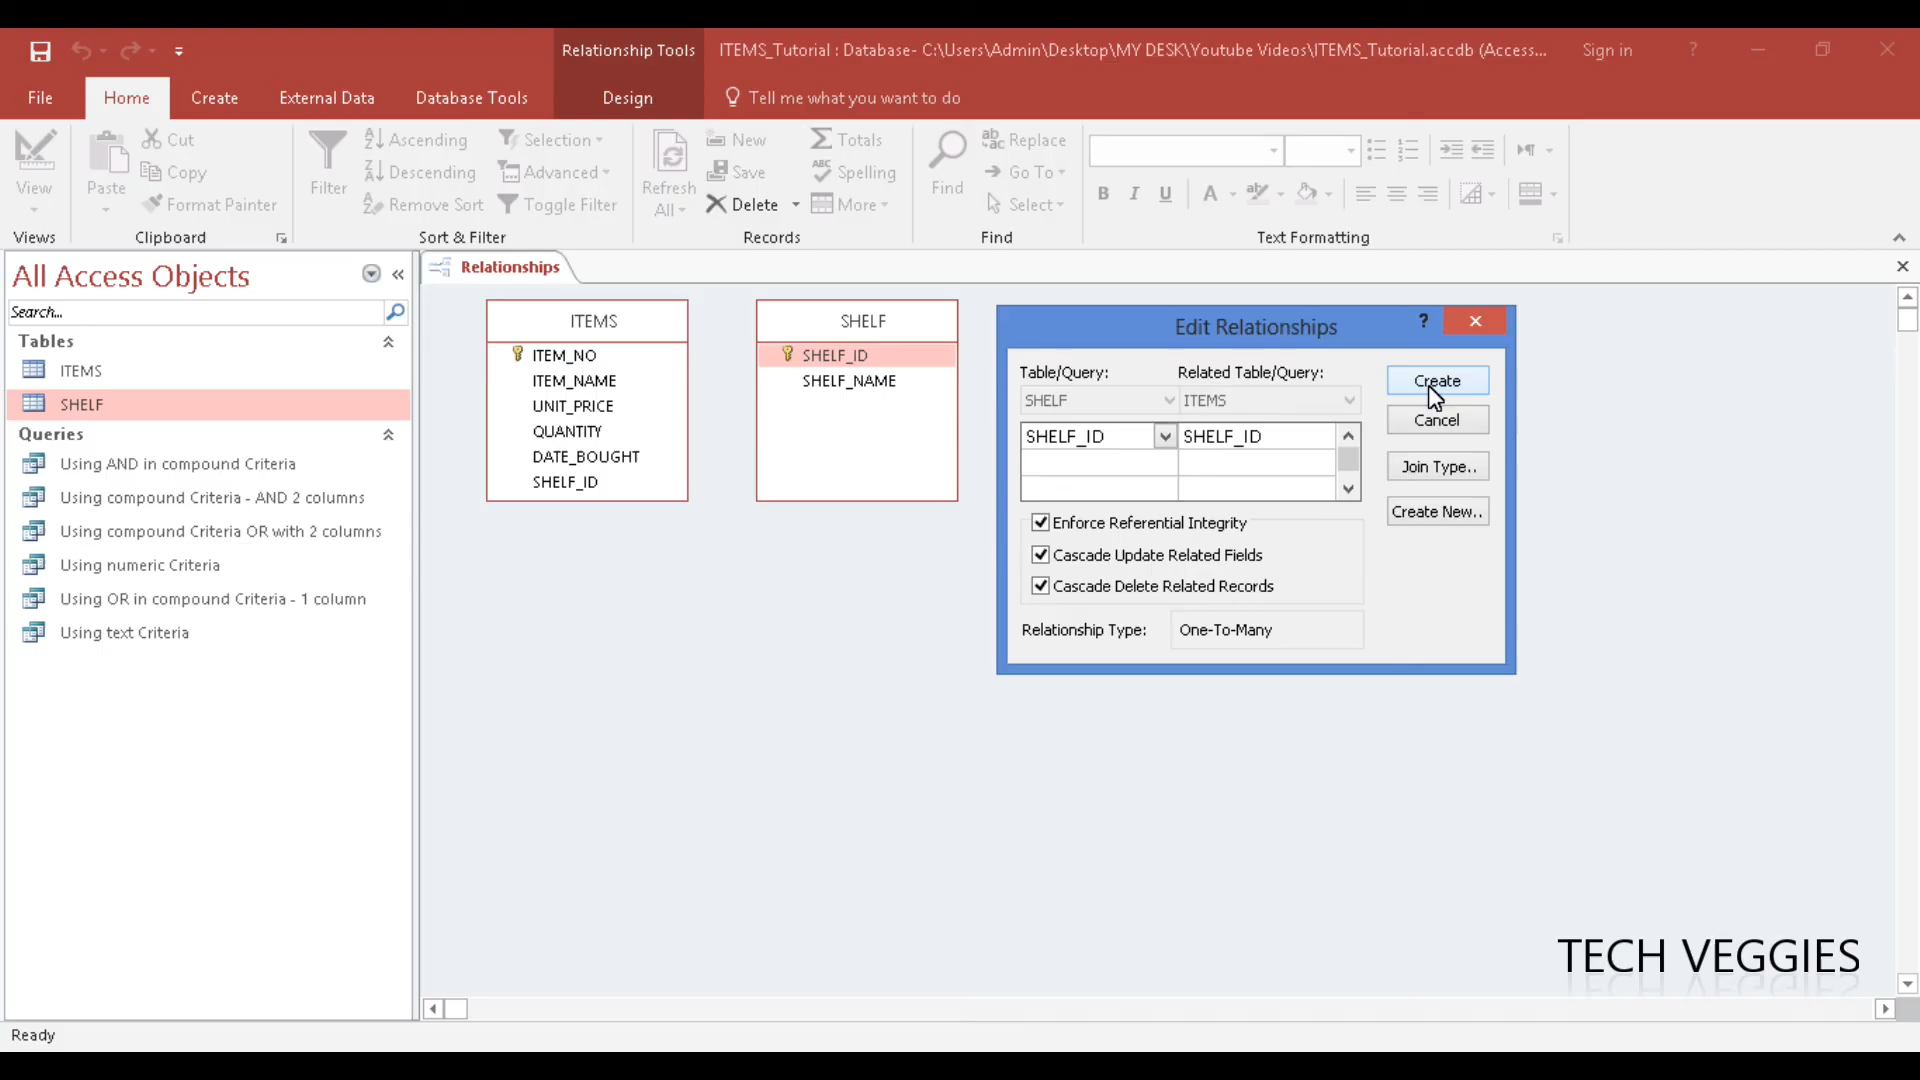 Relationship Tools
ITEMS_Tutorial : Database- C:\Users\Admin\Desktop\MY DESK\Youtube Videos\ITEMS_Tutorial.accdb (Access...
Sign in
?
File
Home
Create
External Data
Database Tools
Design
Tell me what you want to do
View
Paste
Cut
Copy
Format Painter
Filter
Ascending
Descending
Remove Sort
Selection
Advanced
Toggle Filter
Refresh
All
New
Save
Delete
Totals
Spelling
More
Find
Replace
Go To
Select
B I U A
Views
Clipboard
Sort & Filter
Records
Find
Text Formatting
All Access Objects
Search...
Tables
ITEMS
SHELF
Queries
Using AND in compound Criteria
Using compound Criteria - AND 2 columns
Using compound Criteria OR with 2 columns
Using numeric Criteria
Using OR in compound Criteria - 1 column
Using text Criteria
Relationships
ITEMS
ITEM_NO
ITEM_NAME
UNIT_PRICE
QUANTITY
DATE_BOUGHT
SHELF_ID
SHELF
SHELF_ID
SHELF_NAME
Edit Relationships
?
Table/Query:
Related Table/Query:
SHELF
ITEMS
SHELF_ID
SHELF_ID
Enforce Referential Integrity
Cascade Update Related Fields
Cascade Delete Related Records
Relationship Type:
One-To-Many
Create
Cancel
Join Type..
Create New..
TECH VEGGIES
Ready